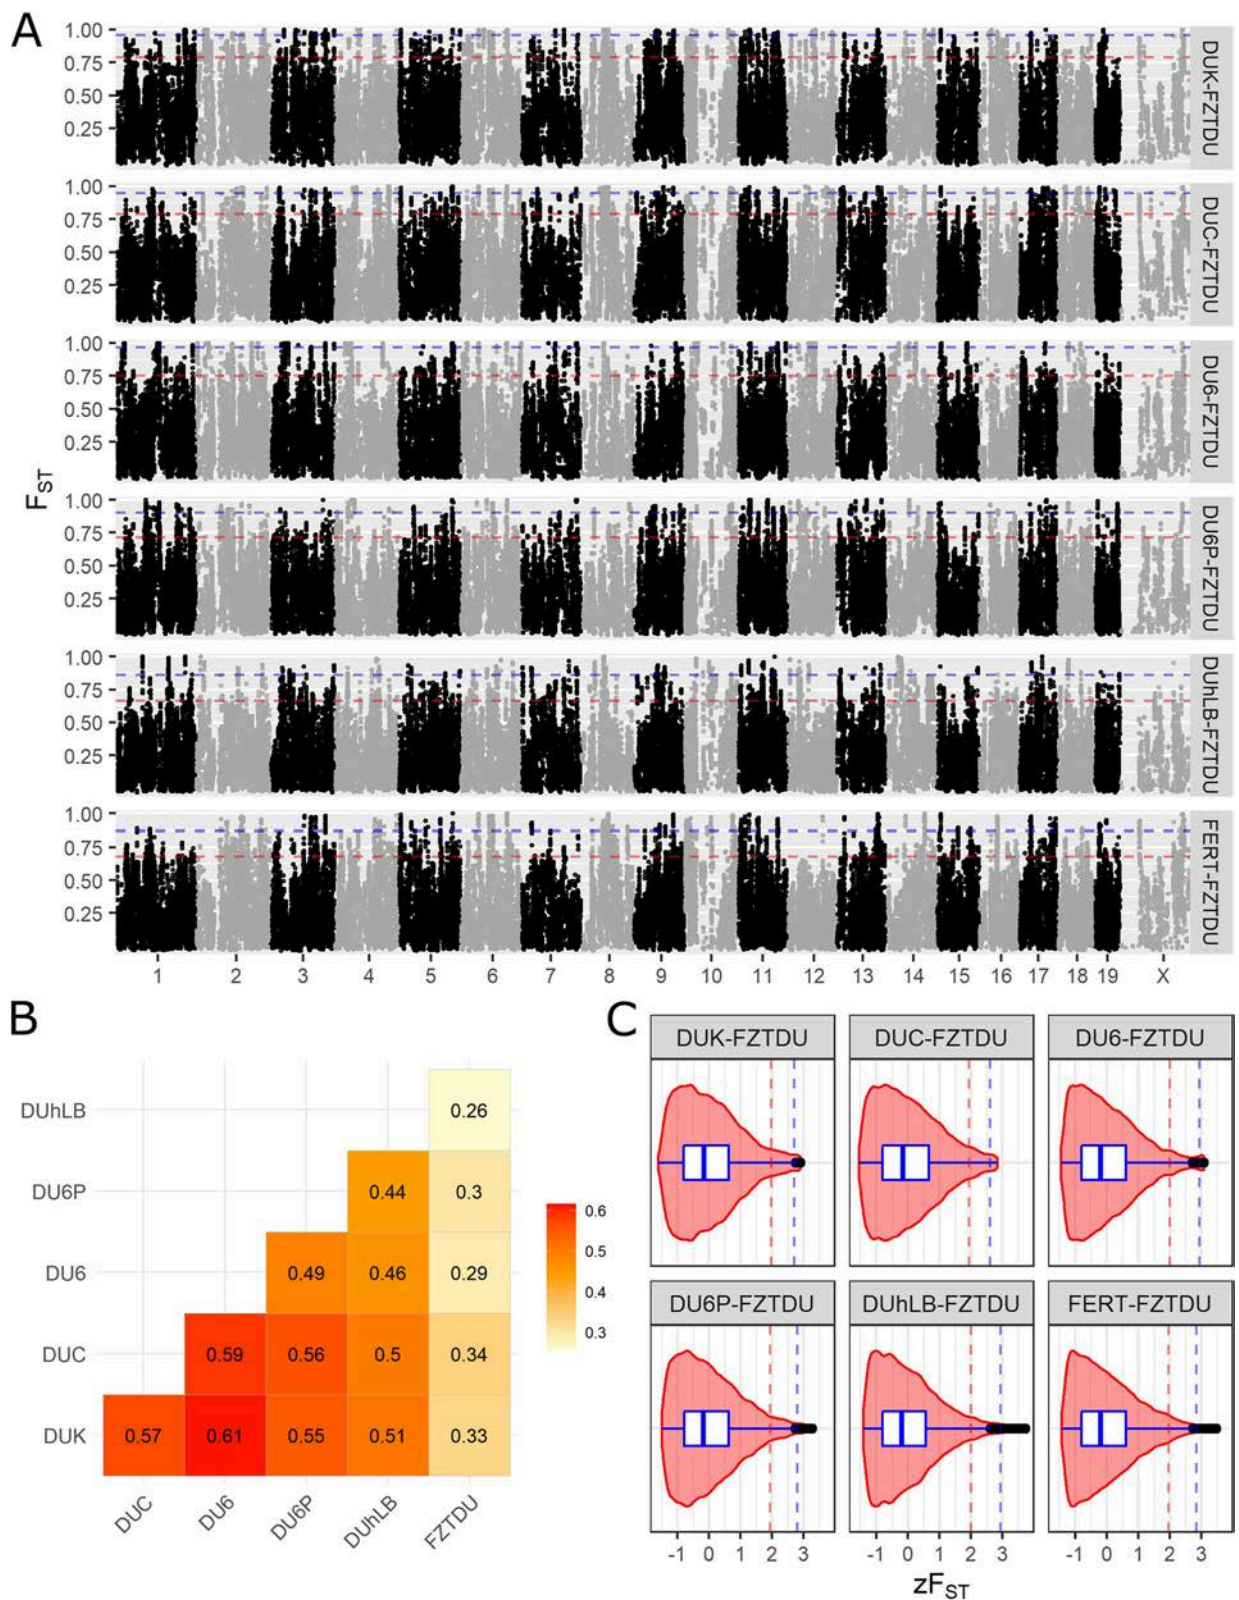 A
1.00
0.75
0.50
0.25
DUK-FZTDU
1.00
0.75
0.50
0.25
DUC-FZTDU
1.00
0.75
0.50
0.25
DU6-FZTDU
1.00
0.75
0.50
0.25
DU6P-FZTDU
1.00
0.75
0.50
0.25
DUhLB-FZTDU
1.00
0.75
0.50
0.25
FERT-FZTDU
FST
1 2 3 4 5 6 7 8 9 10 11 12 13 14 15 16 17 18 19 X
B
DUhLB 0.26
DU6P 0.44 0.3
DU6 0.49 0.46 0.29
DUC 0.59 0.56 0.5 0.34
DUK 0.57 0.61 0.55 0.51 0.33
DUC DU6 DU6P DUhLB FZTDU
0.6
0.5
0.4
0.3
C
DUK-FZTDU DUC-FZTDU DU6-FZTDU
DU6P-FZTDU DUhLB-FZTDU FERT-FZTDU
-1 0 1 2 3 -1 0 1 2 3 -1 0 1 2 3
zFST